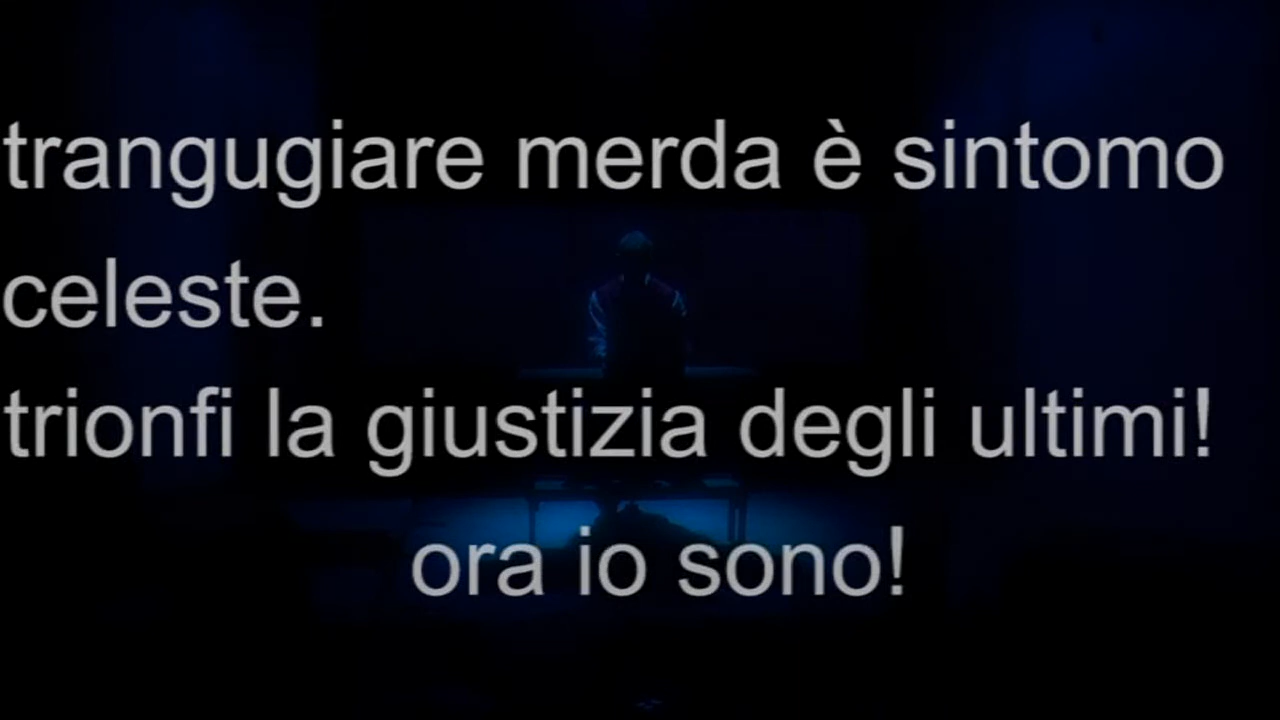 trangugiare merda è sintomo
celeste.
trionfi la giustizia degli ultimi!
ora io sono!